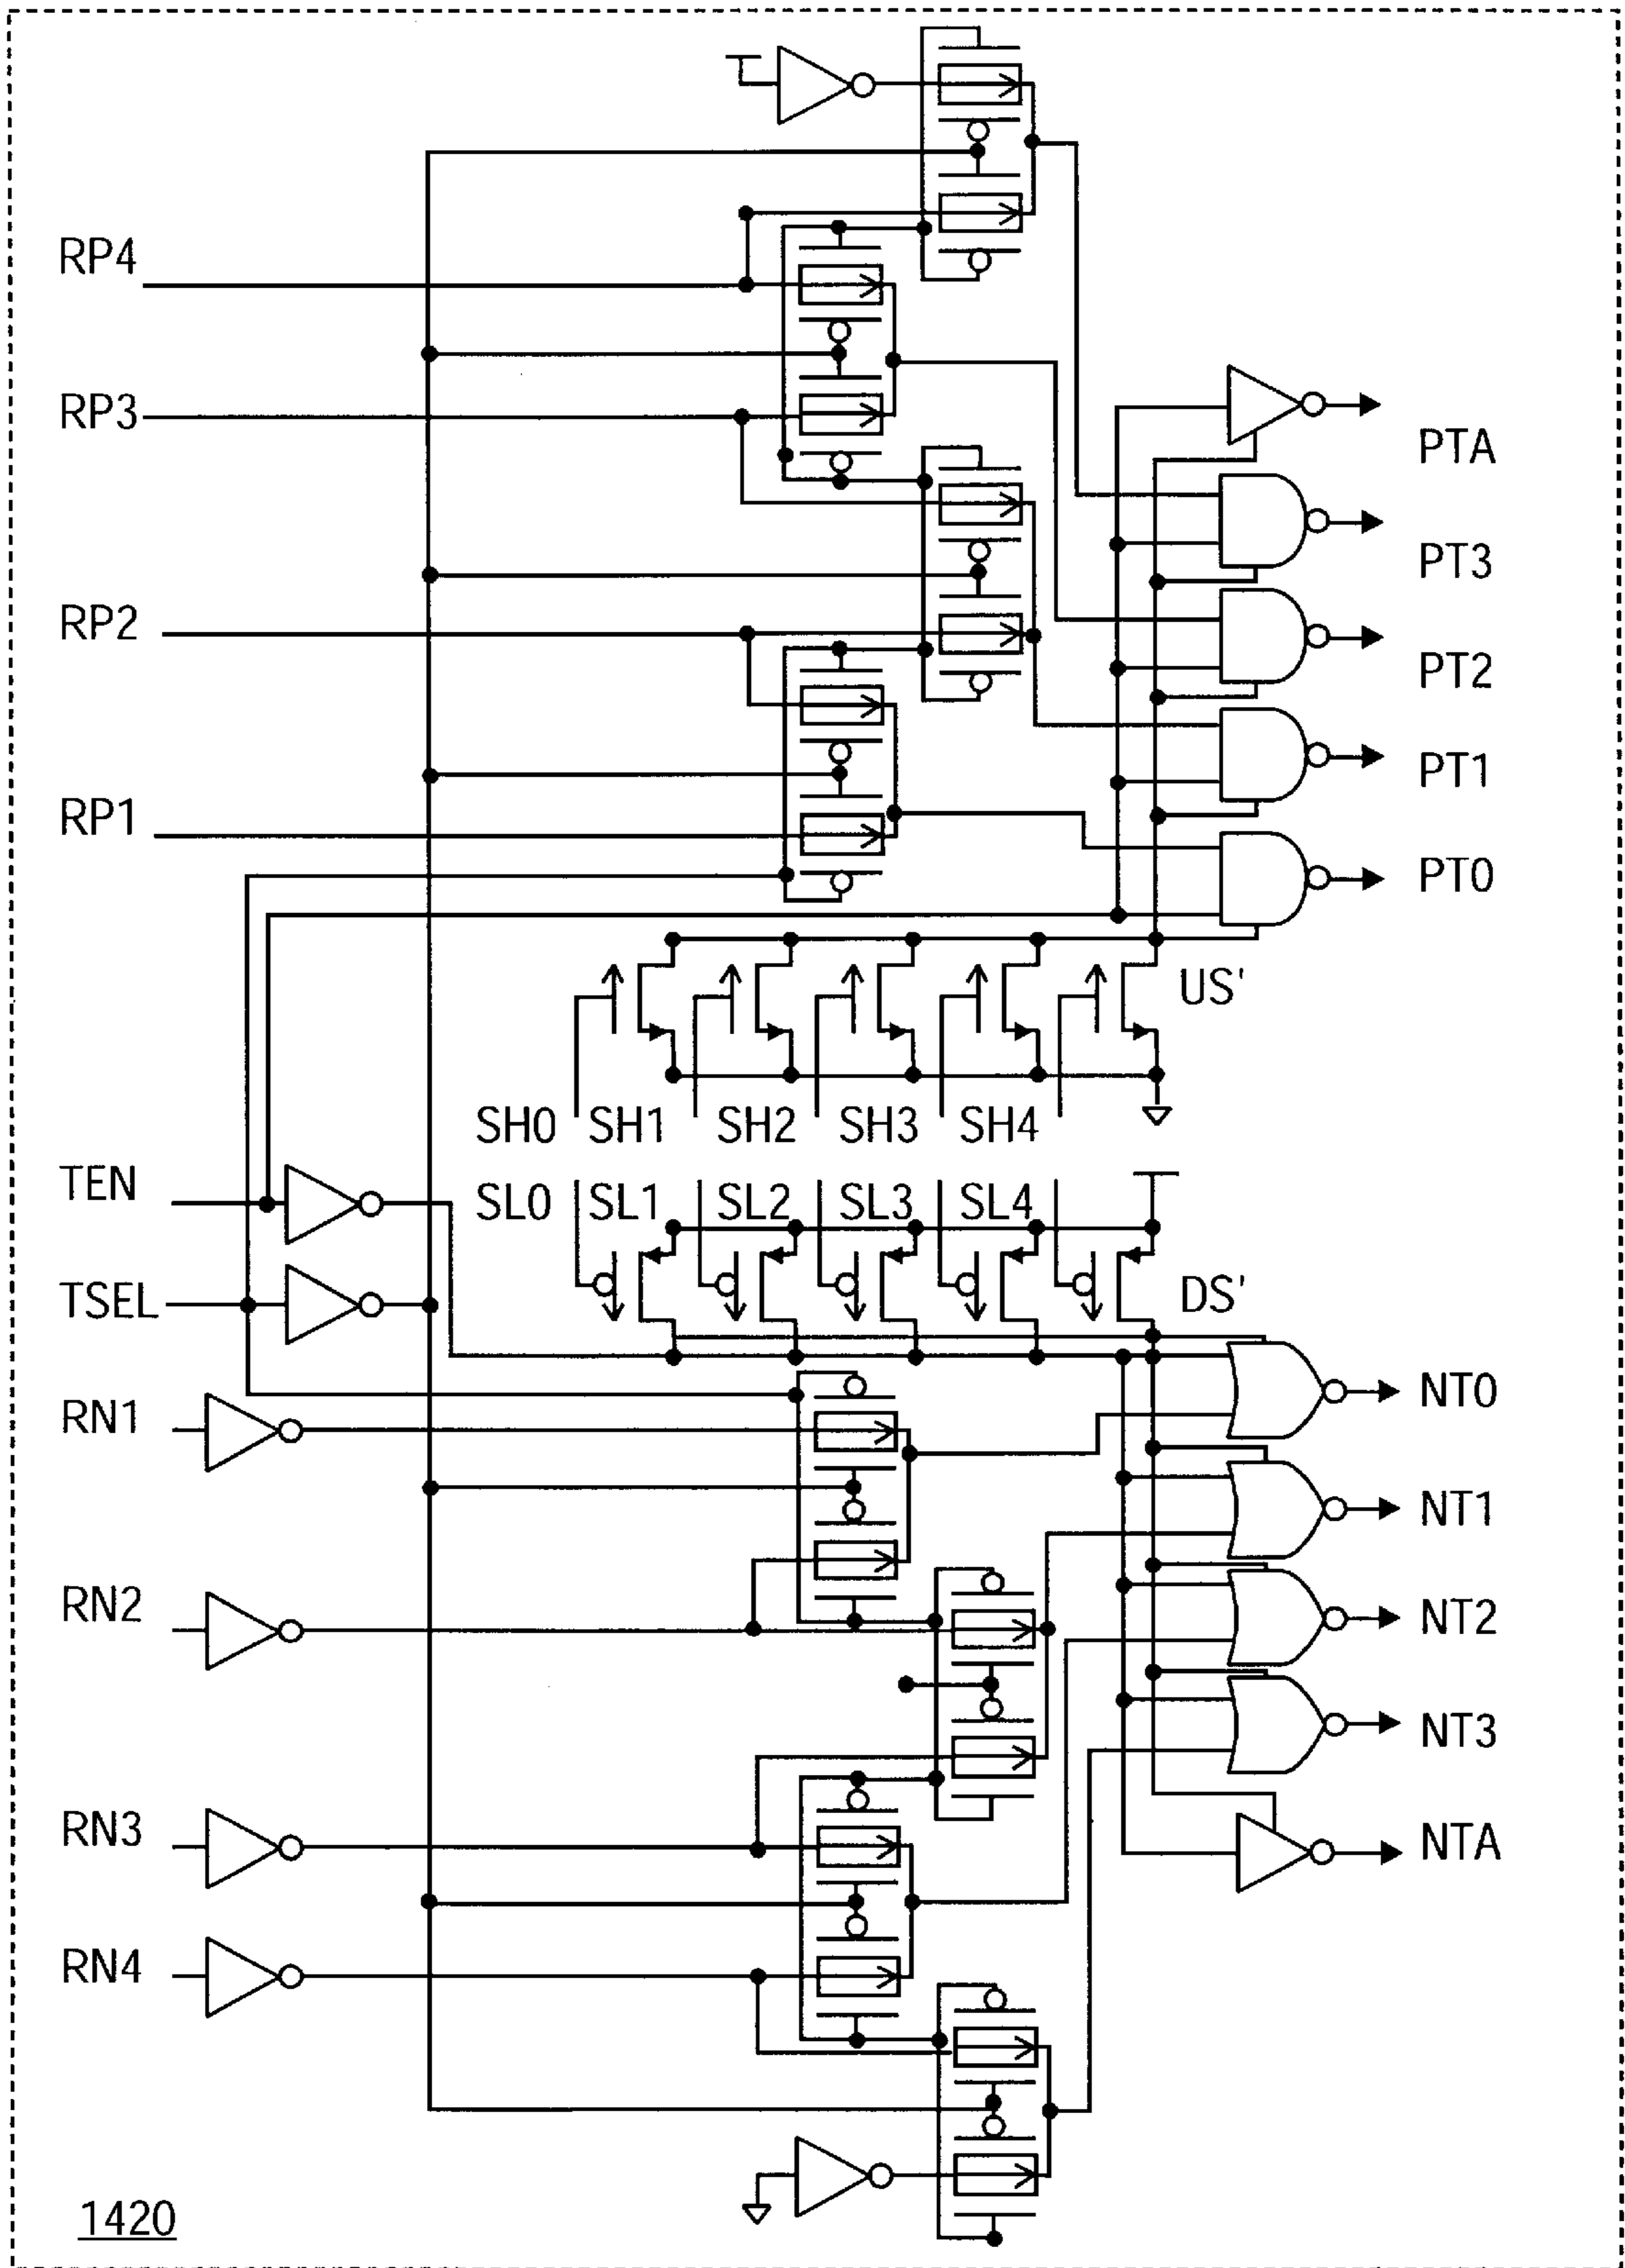 RP4
RP3
PTA
PT3
RP2
PT2
PT1
RP1
PT0
US'
SH0 SH1 SH2 SH3 SH4
TEN
SL0 SL1 SL2 SL3 SL4
TSEL
DS'
RN1
NT0
NT1
RN2
NT2
NT3
RN3
NTA
RN4
1420